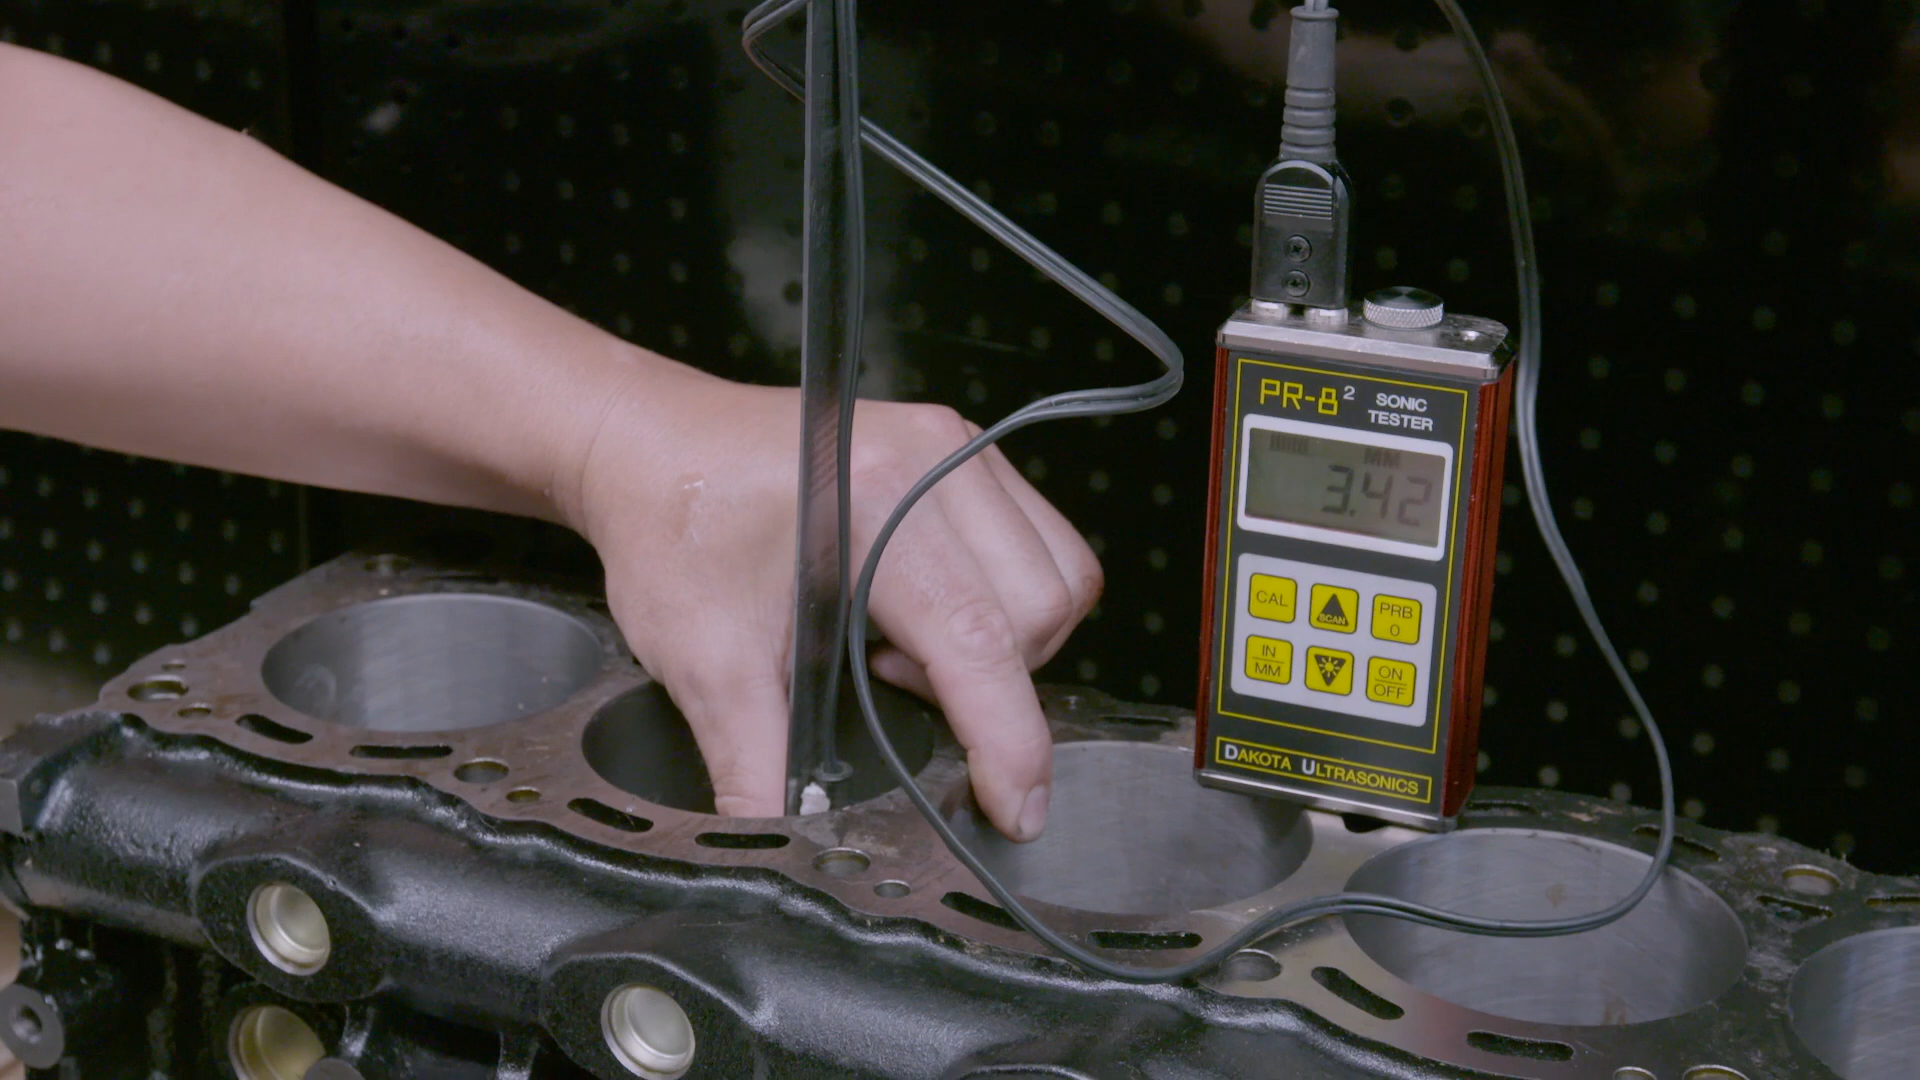 PR-8²
SONIC
TESTER
MM
3.42
CAL
SCAN
PRB
0
IN
MM
ON
OFF
DAKOTA ULTRASONICS